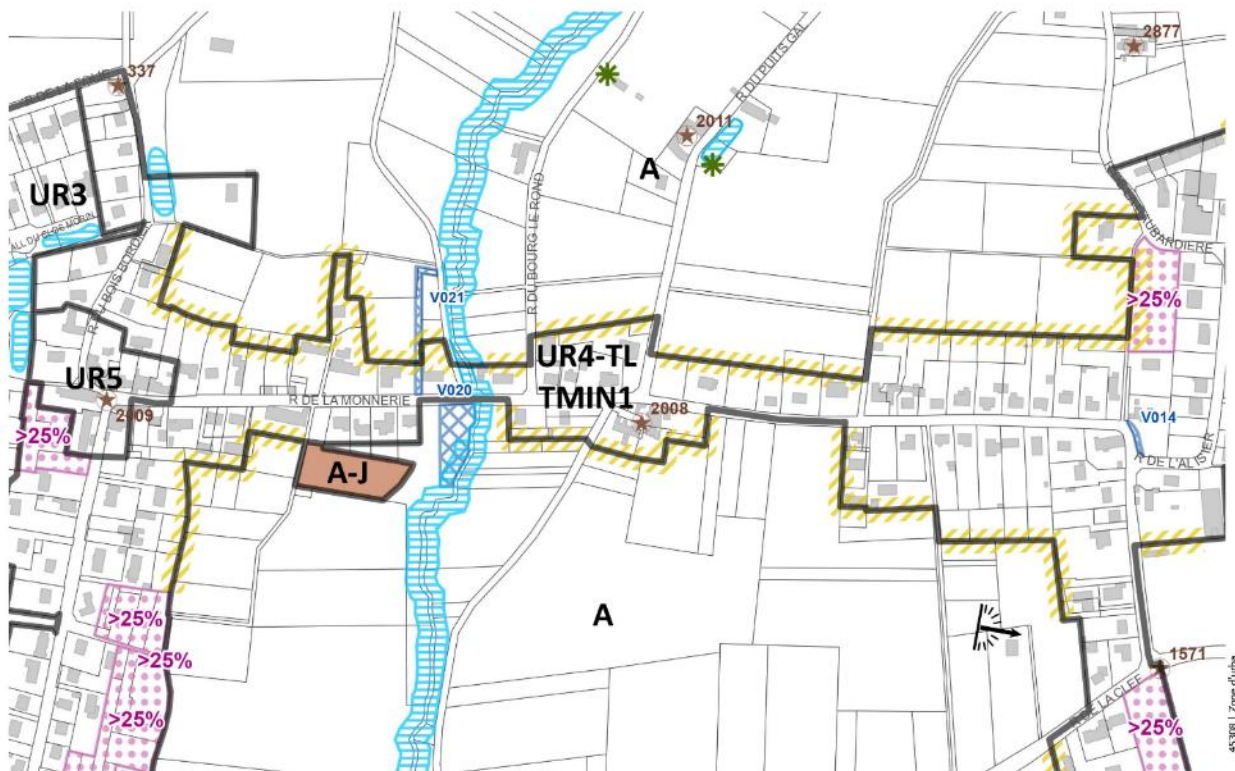 2877
337
R DU PUITS GAL
2011
A
UR3
R DU BOURG LE ROND
V021
>25%
UR4-TL
TMIN1
UR5
R DE LA MONNERIE
V020
2009
2008
>25%
V014
R DE L'ALISIER
A-J
>25%
A
>25%
1571
>25%
>25%